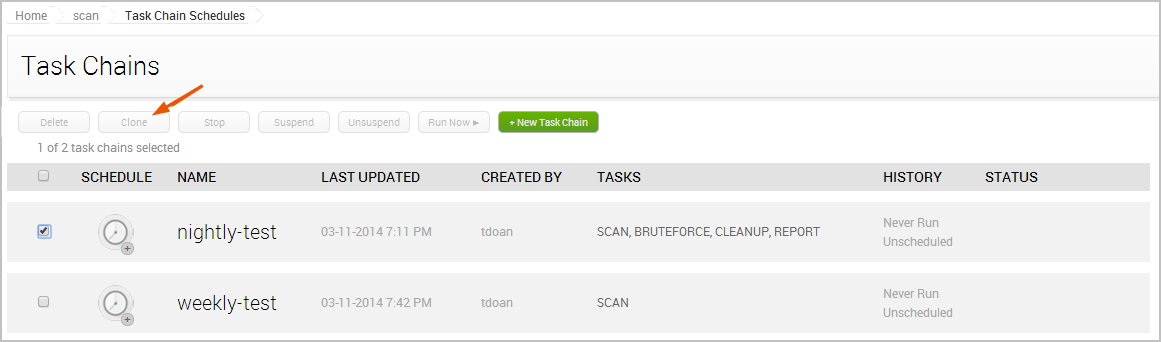 Home scan Task Chain Schedules
Task Chains
Delete Clone Stop Suspend Unsuspend Run Now + New Task Chain
1 of 2 task chains selected
SCHEDULE NAME LAST UPDATED CREATED BY TASKS HISTORY STATUS
nightly-test 03-11-2014 7:11 PM tdoan SCAN, BRUTEFORCE, CLEANUP, REPORT Never Run
Unscheduled
weekly-test 03-11-2014 7:42 PM tdoan SCAN Never Run
Unscheduled